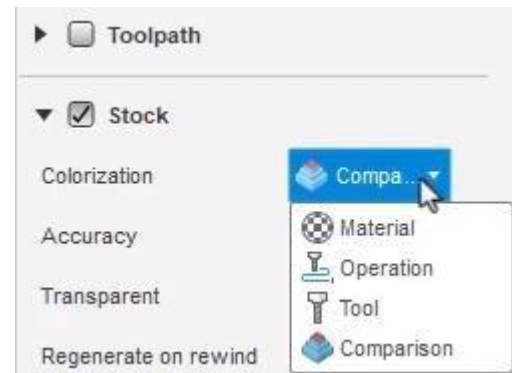 Toolpath
Stock
Colorization Compa...
Material
Accuracy
Operation
Transparent
Tool
Regenerate on rewind
Comparison